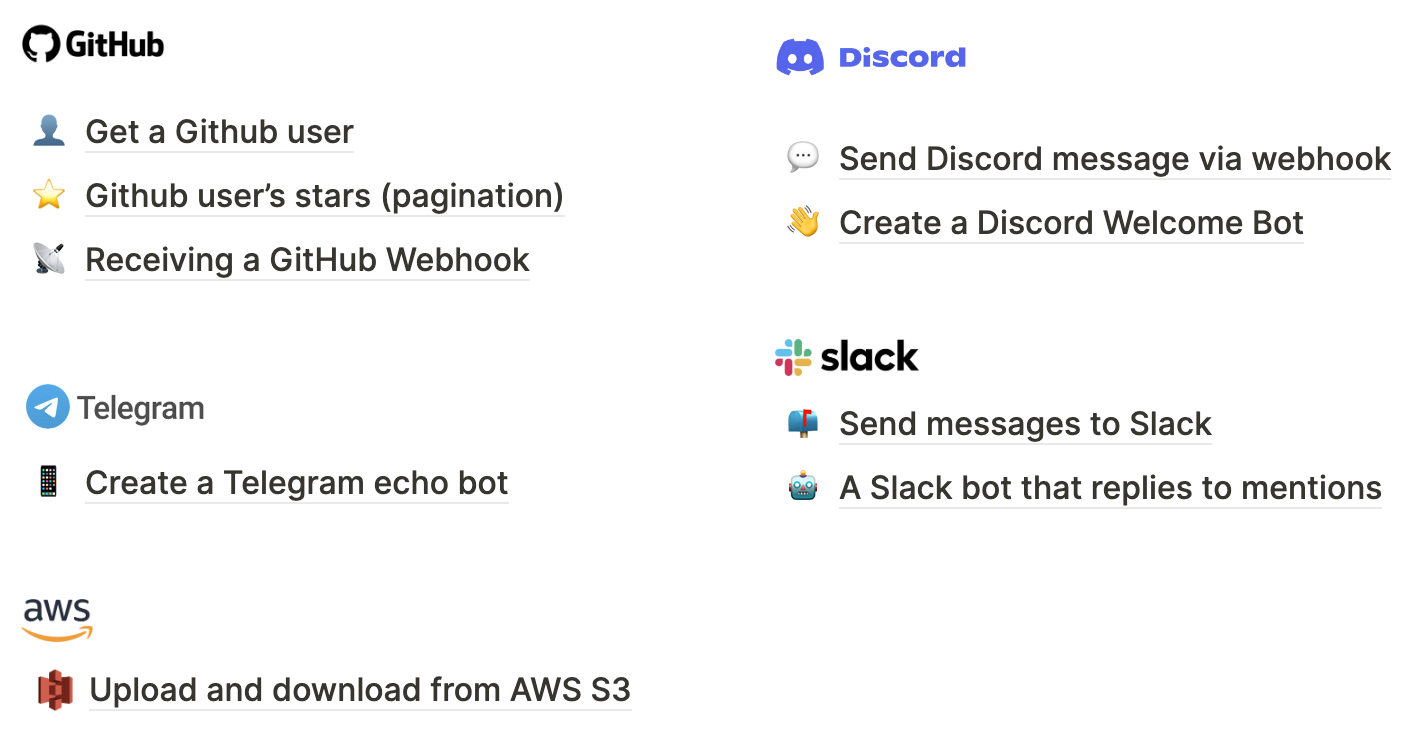 GitHub
Get a Github user
Github user’s stars (pagination)
Receiving a GitHub Webhook
Telegram
Create a Telegram echo bot
aws
Upload and download from AWS S3
Discord
Send Discord message via webhook
Create a Discord Welcome Bot
slack
Send messages to Slack
A Slack bot that replies to mentions